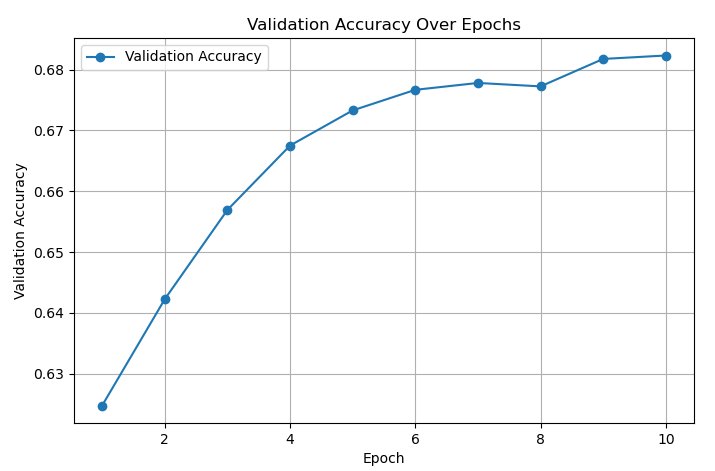 Validation Accuracy Over Epochs
Validation Accuracy
0.68
0.67
0.66
0.65
0.64
0.63
Validation Accuracy
2
4
6
8
10
Epoch